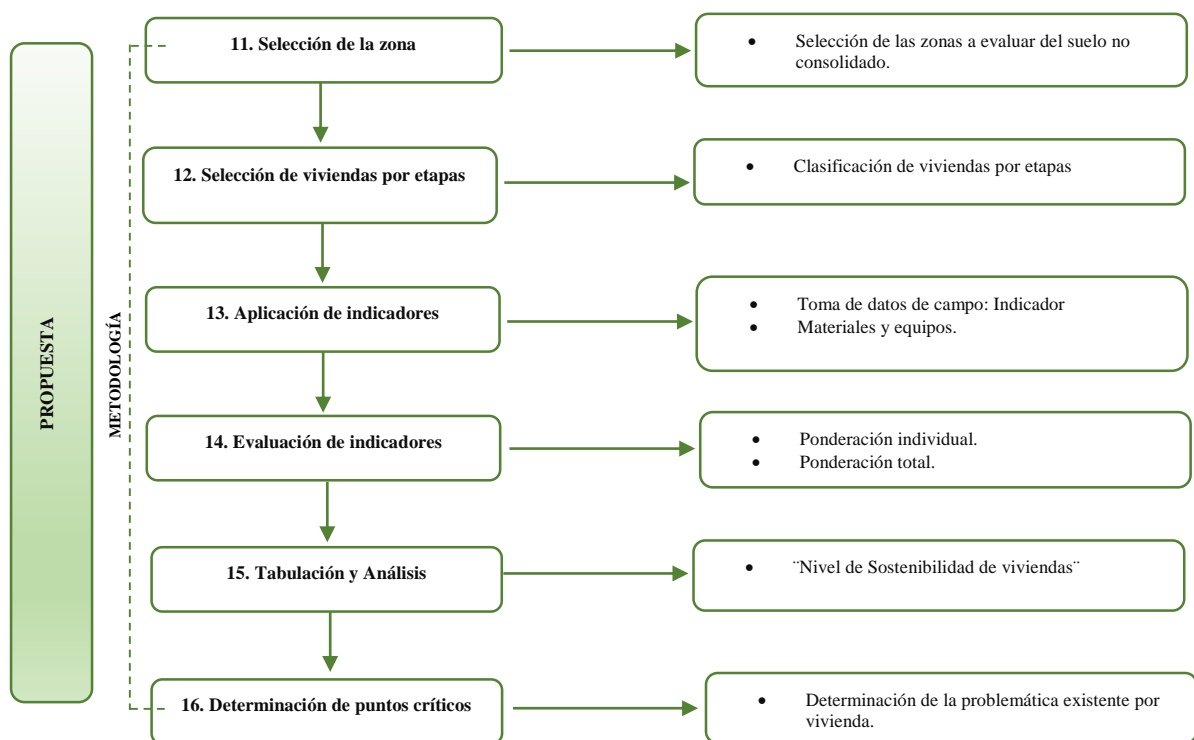 PROPUESTA
METODOLOGÍA
11. Selección de la zona
• Selección de las zonas a evaluar del suelo no
consolidado.
12. Selección de viviendas por etapas
• Clasificación de viviendas por etapas
13. Aplicación de indicadores
• Toma de datos de campo: Indicador
• Materiales y equipos.
14. Evaluación de indicadores
• Ponderación individual.
• Ponderación total.
15. Tabulación y Análisis
• ¨Nivel de Sostenibilidad de viviendas¨
16. Determinación de puntos críticos
• Determinación de la problemática existente por
vivienda.